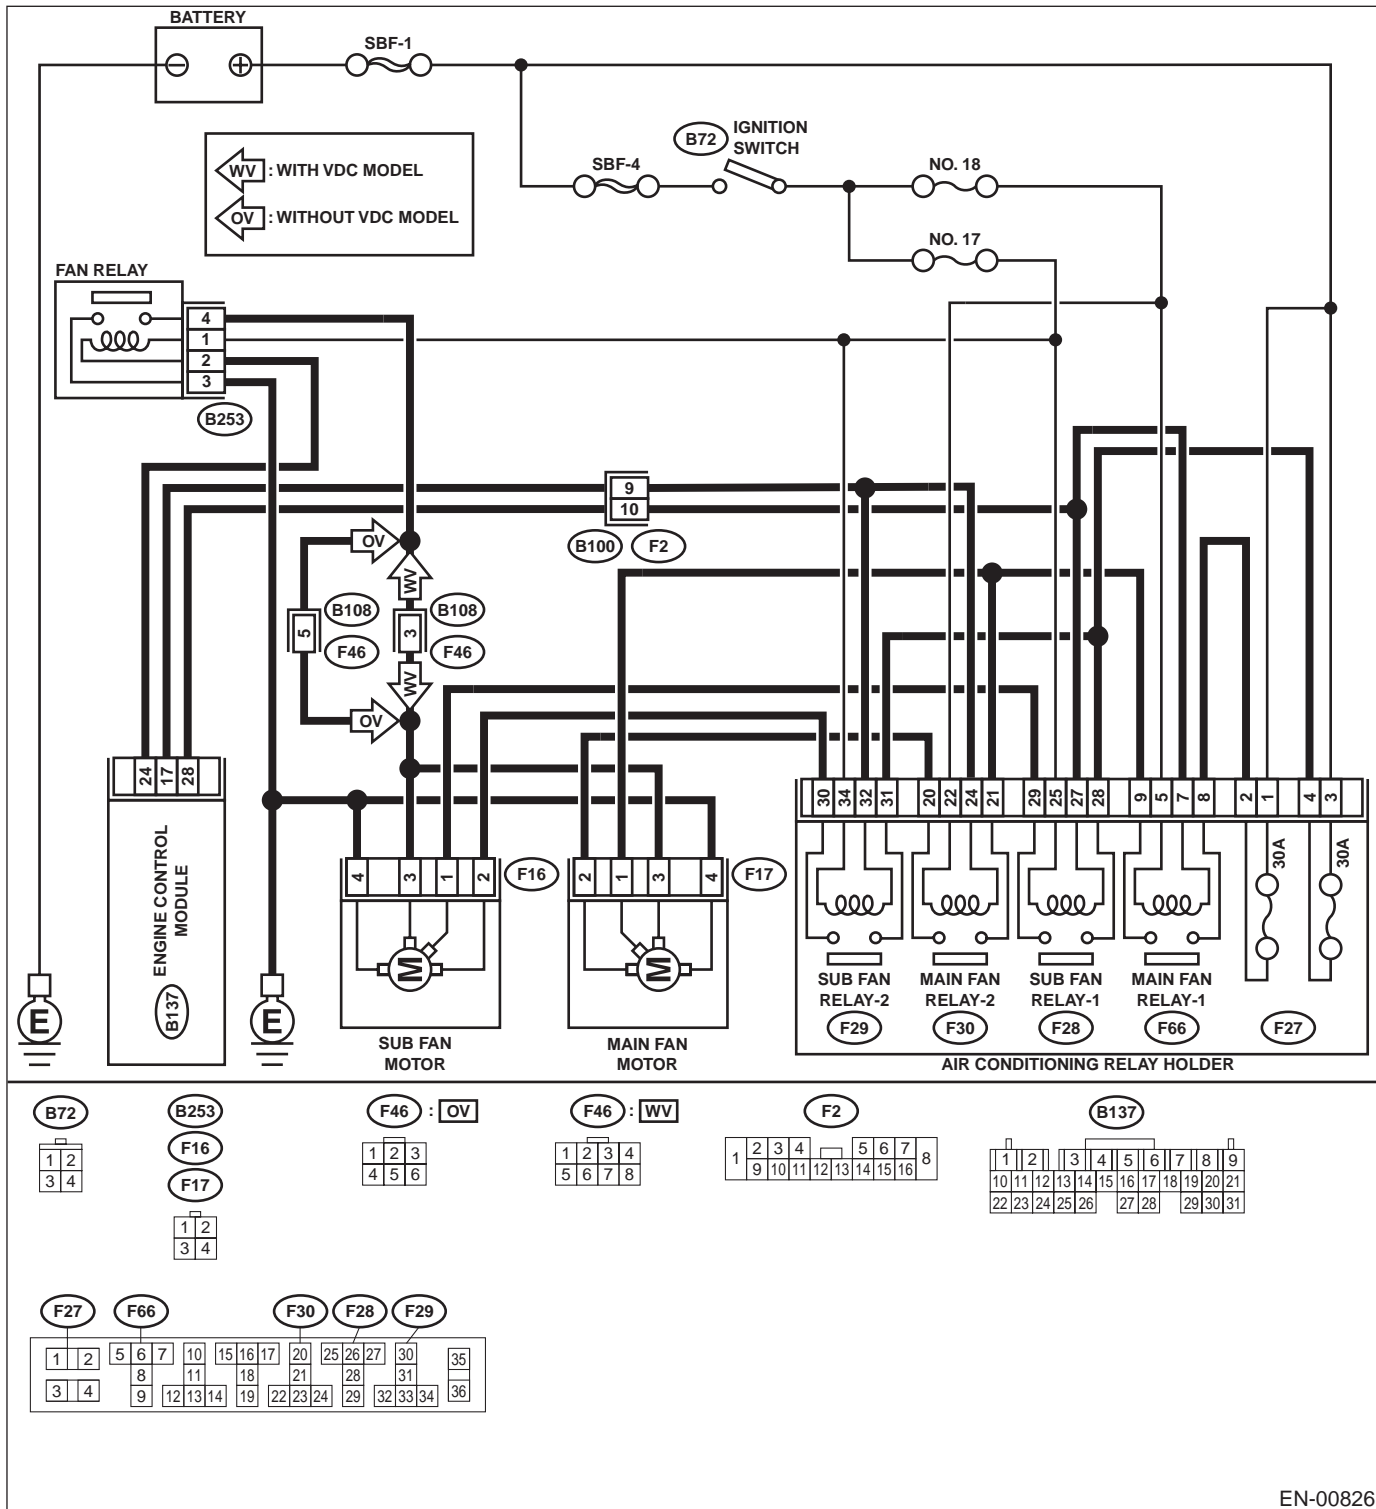 BATTERY
SBF-1
B72
IGNITION
SWITCH
SBF-4
NO. 18
NO. 17
WV : WITH VDC MODEL
OV : WITHOUT VDC MODEL
FAN RELAY
4
1
2
3
B253
9
10
B100 F2
OV
WV
B108 B108
5 3
F46 F46
WV
OV
24 17 28
30 34 32 31 20 22 24 21 29 25 27 28 9 5 7 8 2 1 4 3
4 3 1 2 F16
2 1 3 4 F17
30A 30A
ENGINE CONTROL
MODULE
B137
M M
E E
SUB FAN
MOTOR
MAIN FAN
MOTOR
SUB FAN
RELAY-2
MAIN FAN
RELAY-2
SUB FAN
RELAY-1
MAIN FAN
RELAY-1
F29 F30 F28 F66 F27
AIR CONDITIONING RELAY HOLDER
B72
1 2
3 4
B253
F16
F17
1 2
3 4
F46 : OV
1 2 3
4 5 6
F46 : WV
1 2 3 4
5 6 7 8
F2
1 2 3 4 5 6 7 8
9 10 11 12 13 14 15 16
B137
1 2 3 4 5 6 7 8 9
10 11 12 13 14 15 16 17 18 19 20 21
22 23 24 25 26 27 28 29 30 31
F27 F66 F30 F28 F29
1 2 5 6 7 10 15 16 17 20 25 26 27 30 35
8 11 18 21 28 31
3 4 9 12 13 14 19 22 23 24 29 32 33 34 36
EN-00826